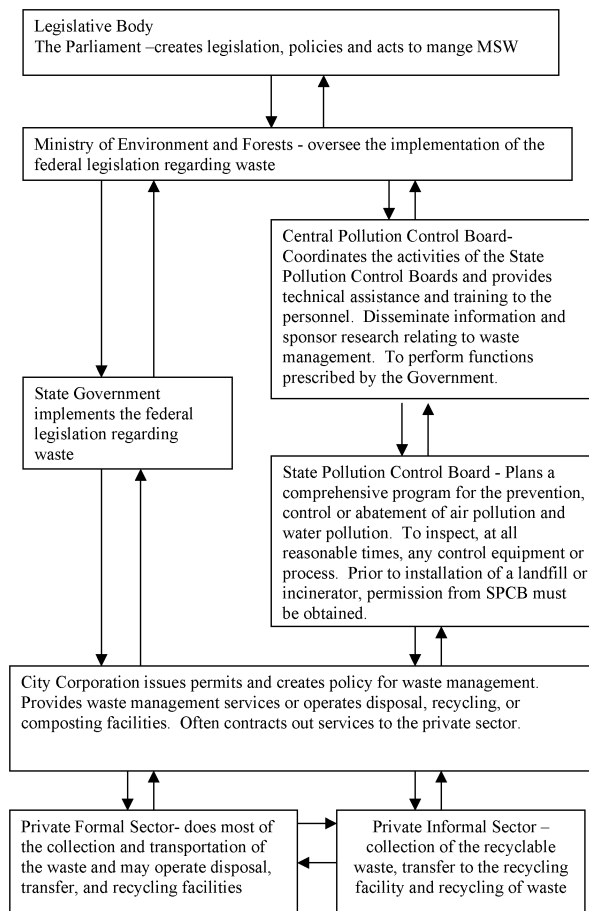 Legislative Body
The Parliament –creates legislation, policies and acts to mange MSW
Ministry of Environment and Forests - oversee the implementation of the
federal legislation regarding waste
Central Pollution Control Board-
Coordinates the activities of the State
Pollution Control Boards and provides
technical assistance and training to the
personnel.  Disseminate information and
sponsor research relating to waste
management.  To perform functions
prescribed by the Government.
State Government
implements the federal
legislation regarding
waste
State Pollution Control Board - Plans a
comprehensive program for the prevention,
control or abatement of air pollution and
water pollution.  To inspect, at all
reasonable times, any control equipment or
process.  Prior to installation of a landfill or
incinerator, permission from SPCB must
be obtained.
City Corporation issues permits and creates policy for waste management.
Provides waste management services or operates disposal, recycling, or
composting facilities.  Often contracts out services to the private sector.
Private Formal Sector- does most of
the collection and transportation of
the waste and may operate disposal,
transfer, and recycling facilities
Private Informal Sector –
collection of the recyclable
waste, transfer to the recycling
facility and recycling of waste